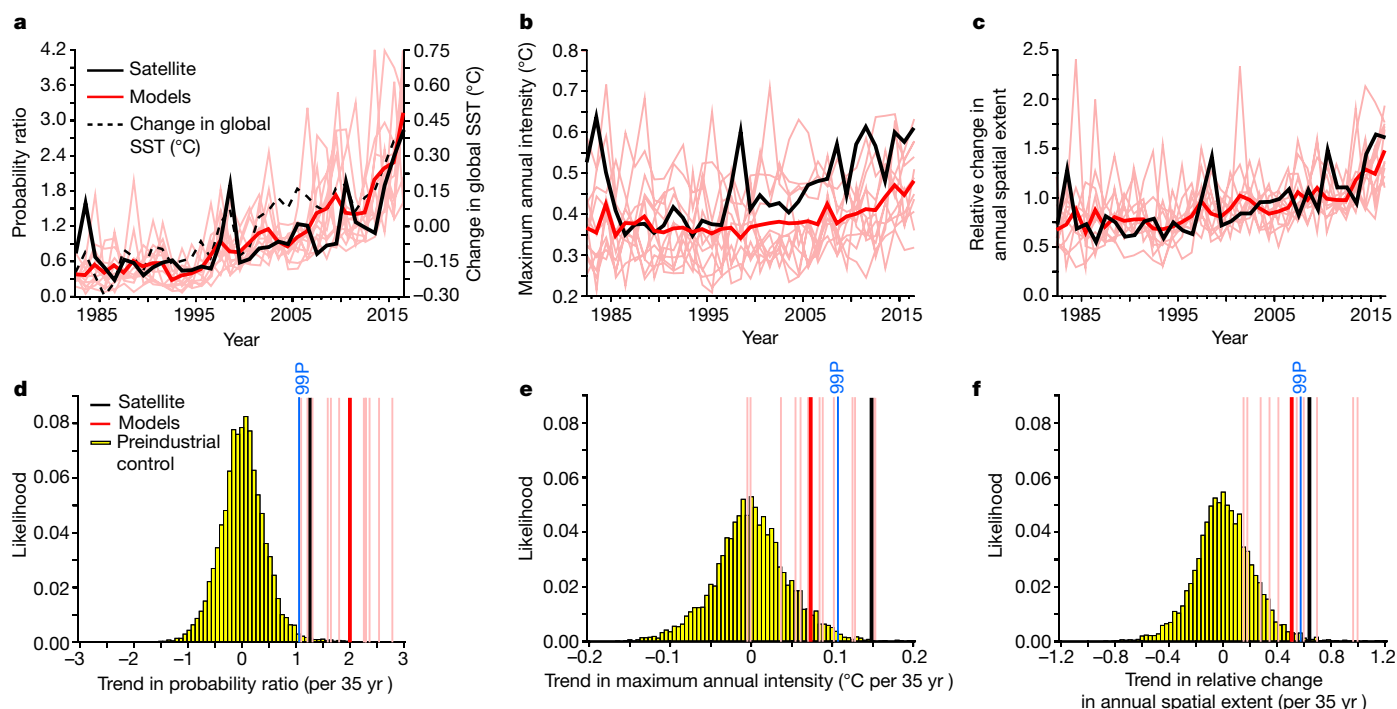 a
Probability ratio
4.2
3.6
3.0
2.4
1.8
1.2
0.6
0.0
Satellite
Models
Change in global
SST (°C)
0.75
0.60
0.45
0.30
0.15
0.00
−0.15
−0.30
Change in global SST (°C)
1985
1995
2005
2015
Year
b
Maximum annual intensity (°C)
0.8
0.7
0.6
0.5
0.4
0.3
0.2
1985
1995
2005
2015
Year
c
Relative change in
annual spatial extent
2.5
2.0
1.5
1.0
0.5
0.0
1985
1995
2005
2015
Year
d
99P
Satellite
Models
Preindustrial
control
Likelihood
0.08
0.06
0.04
0.02
0.00
−3
−2
−1
0
1
2
3
Trend in probability ratio (per 35 yr )
e
99P
Likelihood
0.08
0.06
0.04
0.02
0.00
−0.2
−0.1
0
0.1
0.2
Trend in maximum annual intensity (°C per 35 yr )
f
99P
Likelihood
0.08
0.06
0.04
0.02
0.00
−1.2
−0.8
−0.4
0
0.4
0.8
1.2
Trend in relative change
in annual spatial extent (per 35 yr )